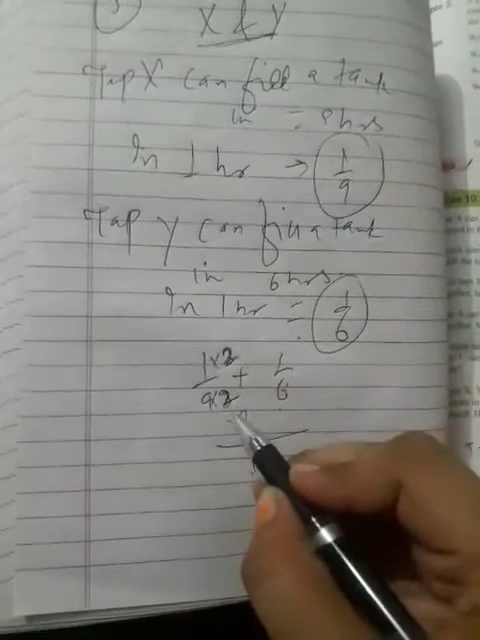 3)
X & Y
Tap X can fill a tank
in = 9 hrs
In 1 hr → 1/9
Tap Y can fill a tank
in 6 hrs
In 1 hr = 1/6
1×2/9×2 + 1/6